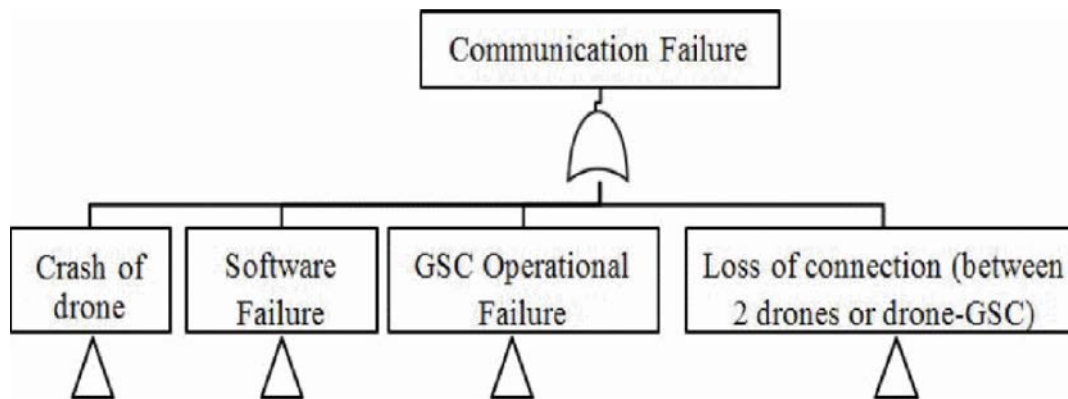 Communication Failure
Crash of
drone
Software
Failure
GSC Operational
Failure
Loss of connection (between
2 drones or drone-GSC)